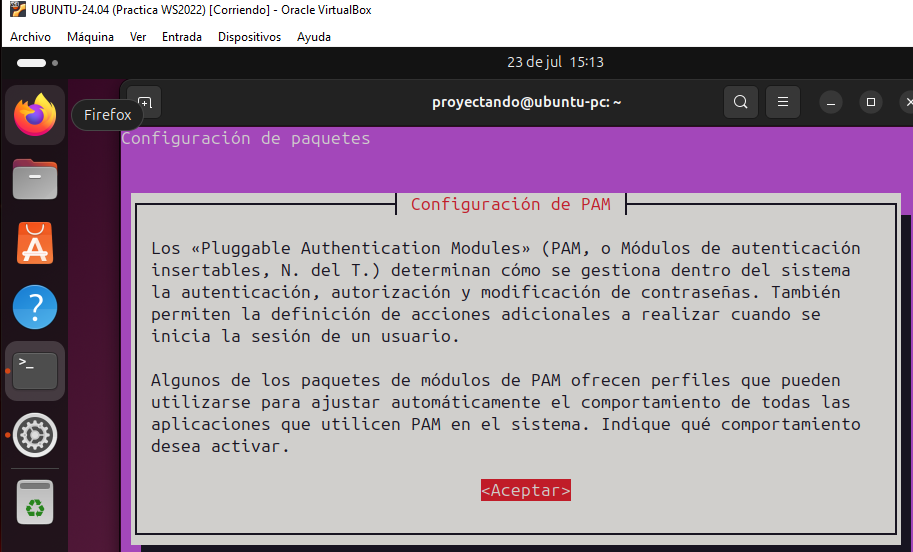 UBUNTU-24.04 (Practica WS2022) [Corriendo] - Oracle VirtualBox
Archivo Máquina Ver Entrada Dispositivos Ayuda
23 de jul 15:13
Firefox
proyectando@ubuntu-pc: ~
Configuración de paquetes
Configuración de PAM
Los «Pluggable Authentication Modules» (PAM, o Módulos de autenticación
insertables, N. del T.) determinan cómo se gestiona dentro del sistema
la autenticación, autorización y modificación de contraseñas. También
permiten la definición de acciones adicionales a realizar cuando se
inicia la sesión de un usuario.
Algunos de los paquetes de módulos de PAM ofrecen perfiles que pueden
utilizarse para ajustar automáticamente el comportamiento de todas las
aplicaciones que utilicen PAM en el sistema. Indique qué comportamiento
desea activar.
<Aceptar>